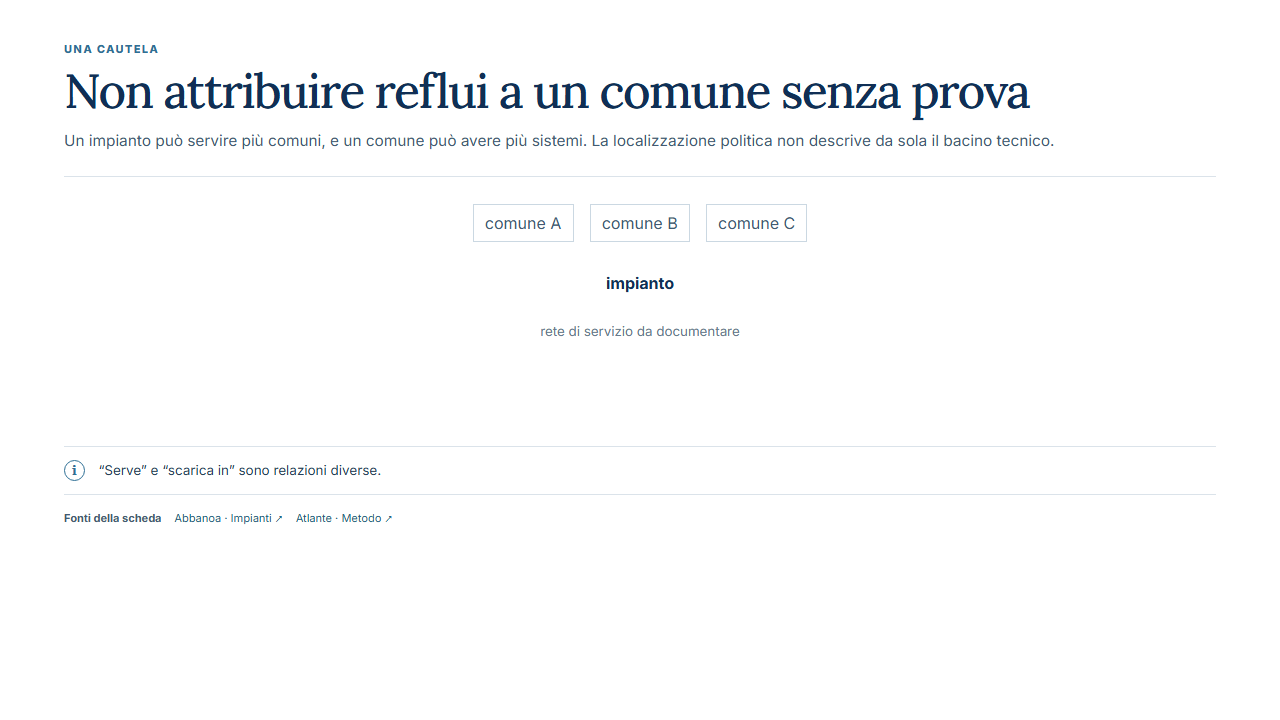 UNA CAUTELA
Non attribuire reflui a un comune senza prova
Un impianto può servire più comuni, e un comune può avere più sistemi. La localizzazione politica non descrive da sola il bacino tecnico.
comune A comune B comune C
impianto
rete di servizio da documentare
i “Serve” e “scarica in” sono relazioni diverse.
Fonti della scheda Abbanoa · Impianti ↗ Atlante · Metodo ↗